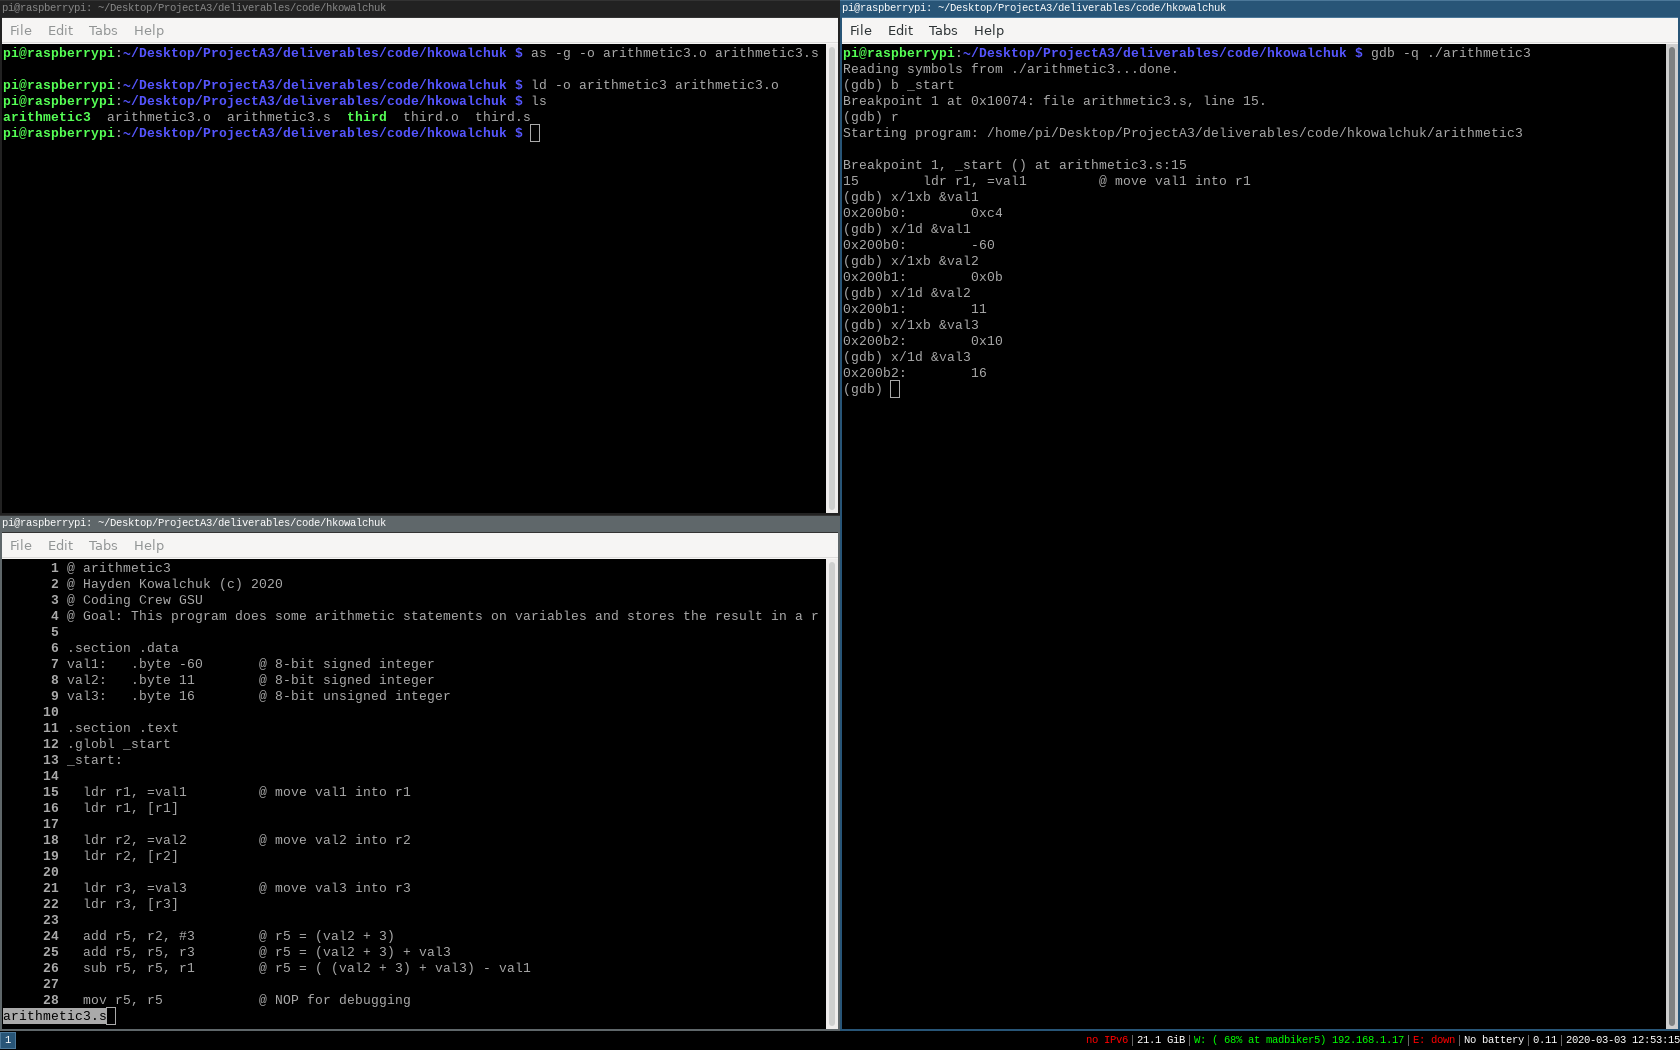 pi@raspberrypi: ~/Desktop/ProjectA3/deliverables/code/hkowalchuk
File Edit Tabs Help
pi@raspberrypi:~/Desktop/ProjectA3/deliverables/code/hkowalchuk $ as -g -o arithmetic3.o arithmetic3.s
pi@raspberrypi:~/Desktop/ProjectA3/deliverables/code/hkowalchuk $ ld -o arithmetic3 arithmetic3.o
pi@raspberrypi:~/Desktop/ProjectA3/deliverables/code/hkowalchuk $ ls
arithmetic3  arithmetic3.o  arithmetic3.s  third  third.o  third.s
pi@raspberrypi:~/Desktop/ProjectA3/deliverables/code/hkowalchuk $
pi@raspberrypi: ~/Desktop/ProjectA3/deliverables/code/hkowalchuk
File Edit Tabs Help
1 @ arithmetic3
2 @ Hayden Kowalchuk (c) 2020
3 @ Coding Crew GSU
4 @ Goal: This program does some arithmetic statements on variables and stores the result in a r
5
6 .section .data
7 val1:   .byte -60       @ 8-bit signed integer
8 val2:   .byte 11        @ 8-bit signed integer
9 val3:   .byte 16        @ 8-bit unsigned integer
10
11 .section .text
12 .globl _start
13 _start:
14
15   ldr r1, =val1         @ move val1 into r1
16   ldr r1, [r1]
17
18   ldr r2, =val2         @ move val2 into r2
19   ldr r2, [r2]
20
21   ldr r3, =val3         @ move val3 into r3
22   ldr r3, [r3]
23
24   add r5, r2, #3        @ r5 = (val2 + 3)
25   add r5, r5, r3        @ r5 = (val2 + 3) + val3
26   sub r5, r5, r1        @ r5 = ( (val2 + 3) + val3) - val1
27
28   mov r5, r5            @ NOP for debugging
arithmetic3.s
pi@raspberrypi: ~/Desktop/ProjectA3/deliverables/code/hkowalchuk
File Edit Tabs Help
pi@raspberrypi:~/Desktop/ProjectA3/deliverables/code/hkowalchuk $ gdb -q ./arithmetic3
Reading symbols from ./arithmetic3...done.
(gdb) b _start
Breakpoint 1 at 0x10074: file arithmetic3.s, line 15.
(gdb) r
Starting program: /home/pi/Desktop/ProjectA3/deliverables/code/hkowalchuk/arithmetic3
Breakpoint 1, _start () at arithmetic3.s:15
15        ldr r1, =val1         @ move val1 into r1
(gdb) x/1xb &val1
0x200b0:        0xc4
(gdb) x/1d &val1
0x200b0:        -60
(gdb) x/1xb &val2
0x200b1:        0x0b
(gdb) x/1d &val2
0x200b1:        11
(gdb) x/1xb &val3
0x200b2:        0x10
(gdb) x/1d &val3
0x200b2:        16
(gdb)
1
no IPv6|21.1 GiB|W: ( 68% at madbiker5) 192.168.1.17|E: down|No battery|0.11|2020-03-03 12:53:15